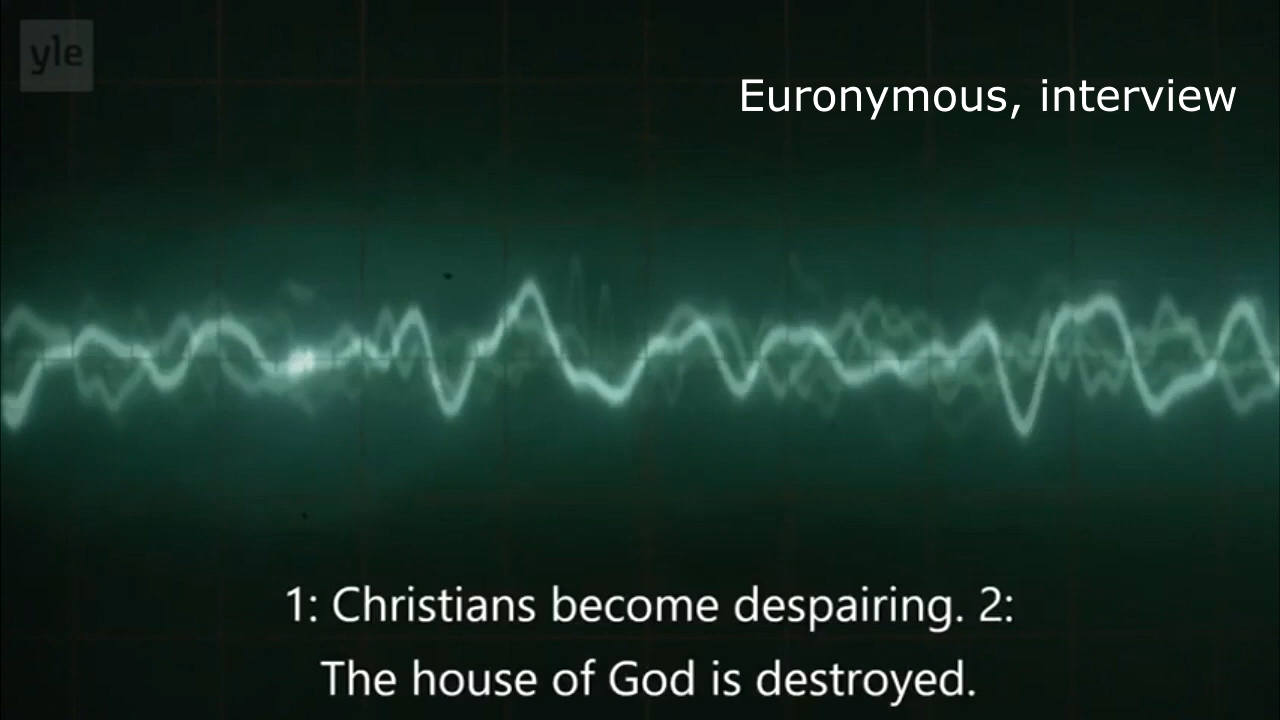 yle
Euronymous, interview
1: Christians become despairing. 2:
The house of God is destroyed.